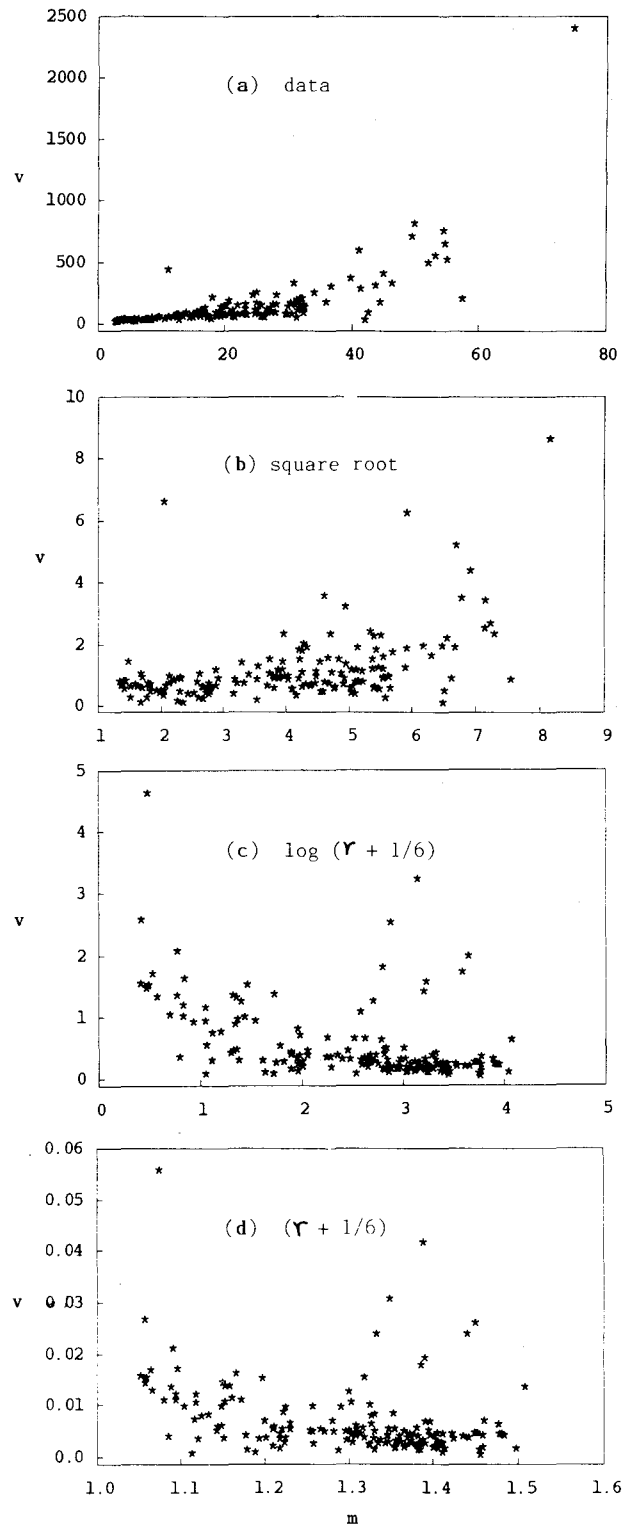 2500
(a) data
2000
1500
v
1000
500
0
0 20 40 60 80
10
(b) square root
8
6
v
4
2
0
1 2 3 4 5 6 7 8 9
5
4
(c) log (r + 1/6)
3
v
2
1
0
0 1 2 3 4 5
0.06
0.05
(d) (r + 1/6)
0.04
v 0.03
0.02
0.01
0.0
1.0 1.1 1.2 1.3 1.4 1.5 1.6
m